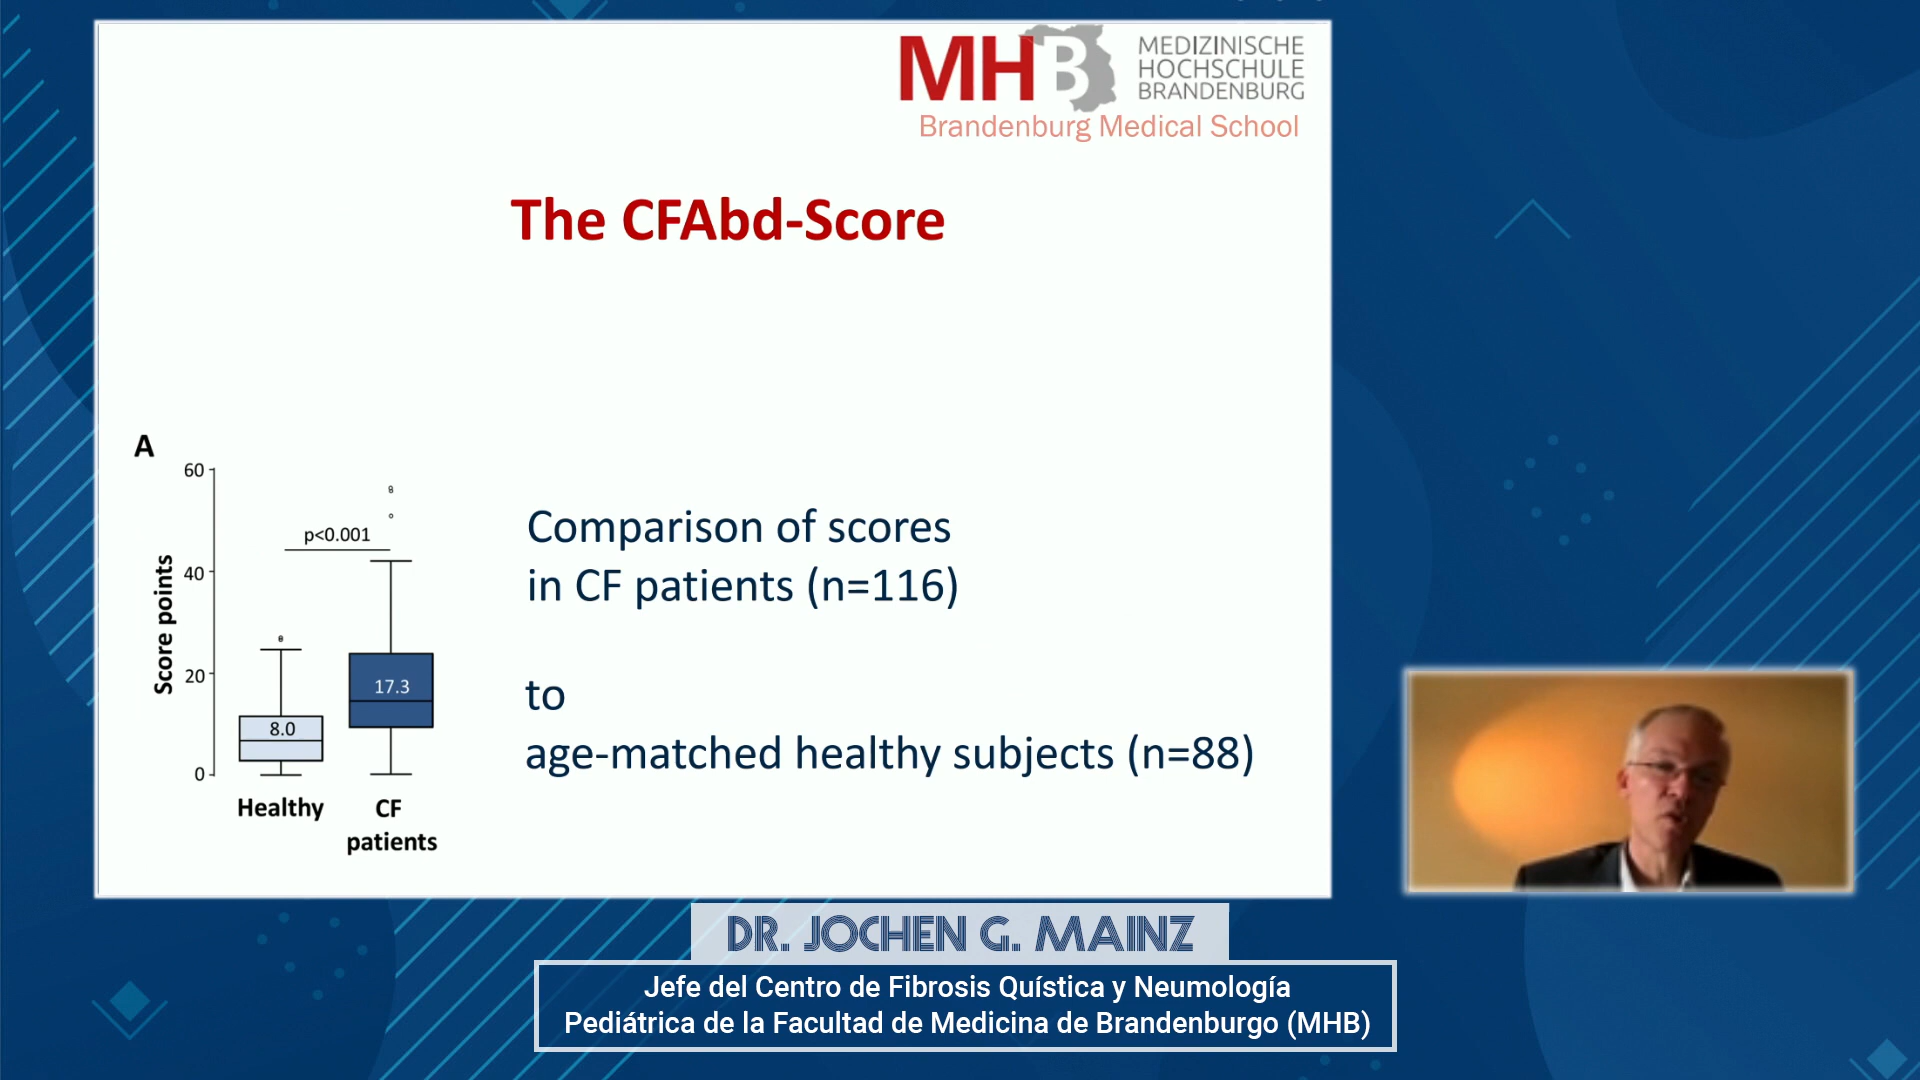 MHB
MEDIZINISCHE
HOCHSCHULE
BRANDENBURG
Brandenburg Medical School
The CFAbd-Score
A
60
40
20
0
Score points
p<0.001
8.0
17.3
Healthy
CF
patients
Comparison of scores
in CF patients (n=116)
to
age-matched healthy subjects (n=88)
DR. JOCHEN G. MAINZ
Jefe del Centro de Fibrosis Quística y Neumología
Pediátrica de la Facultad de Medicina de Brandenburgo (MHB)